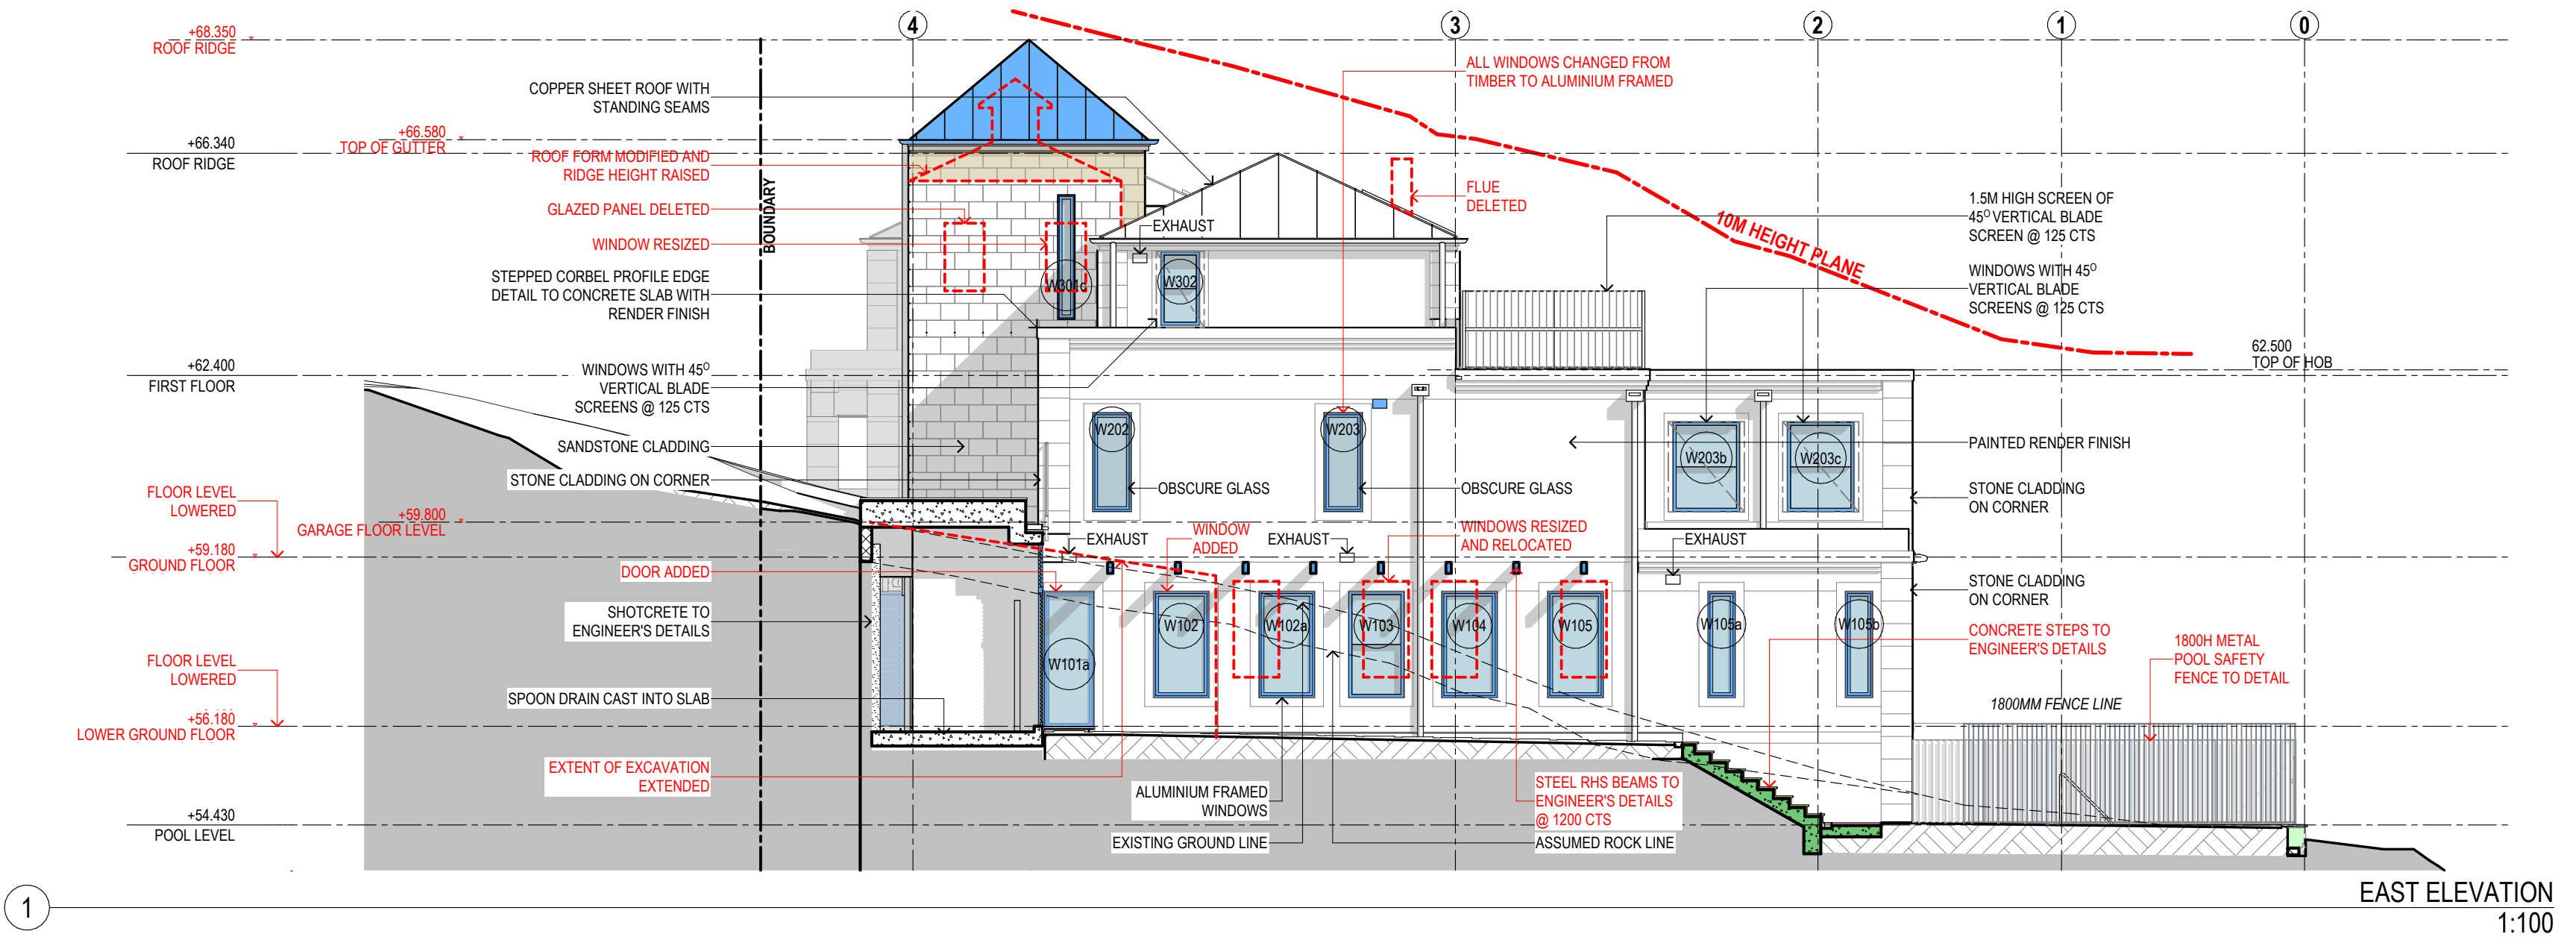 4
3
2
1
0
+68.350
ROOF RIDGE
+66.580
TOP OF GUTTER
+66.340
ROOF RIDGE
+62.400
FIRST FLOOR
FLOOR LEVEL
LOWERED
+59.800
GARAGE FLOOR LEVEL
+59.180
GROUND FLOOR
FLOOR LEVEL
LOWERED
+56.180
LOWER GROUND FLOOR
+54.430
POOL LEVEL
BOUNDARY
COPPER SHEET ROOF WITH
STANDING SEAMS
ROOF FORM MODIFIED AND
RIDGE HEIGHT RAISED
GLAZED PANEL DELETED
WINDOW RESIZED
STEPPED CORBEL PROFILE EDGE
DETAIL TO CONCRETE SLAB WITH
RENDER FINISH
WINDOWS WITH 45O
VERTICAL BLADE
SCREENS @ 125 CTS
SANDSTONE CLADDING
STONE CLADDING ON CORNER
DOOR ADDED
SHOTCRETE TO
ENGINEER'S DETAILS
SPOON DRAIN CAST INTO SLAB
EXTENT OF EXCAVATION
EXTENDED
EXHAUST
W301c
W302
W202
W203
OBSCURE GLASS
OBSCURE GLASS
EXHAUST
WINDOW
ADDED
EXHAUST
WINDOWS RESIZED
AND RELOCATED
EXHAUST
W101a
W102
W102a
W103
W104
W105
W105a
W105b
W203b
W203c
ALL WINDOWS CHANGED FROM
TIMBER TO ALUMINIUM FRAMED
FLUE
DELETED
10M HEIGHT PLANE
1.5M HIGH SCREEN OF
45O VERTICAL BLADE
SCREEN @ 125 CTS
WINDOWS WITH 45O
VERTICAL BLADE
SCREENS @ 125 CTS
62.500
TOP OF HOB
PAINTED RENDER FINISH
STONE CLADDING
ON CORNER
STONE CLADDING
ON CORNER
CONCRETE STEPS TO
ENGINEER'S DETAILS
1800H METAL
POOL SAFETY
FENCE TO DETAIL
1800MM FENCE LINE
ALUMINIUM FRAMED
WINDOWS
EXISTING GROUND LINE
STEEL RHS BEAMS TO
ENGINEER'S DETAILS
@ 1200 CTS
ASSUMED ROCK LINE
1
EAST ELEVATION
1:100